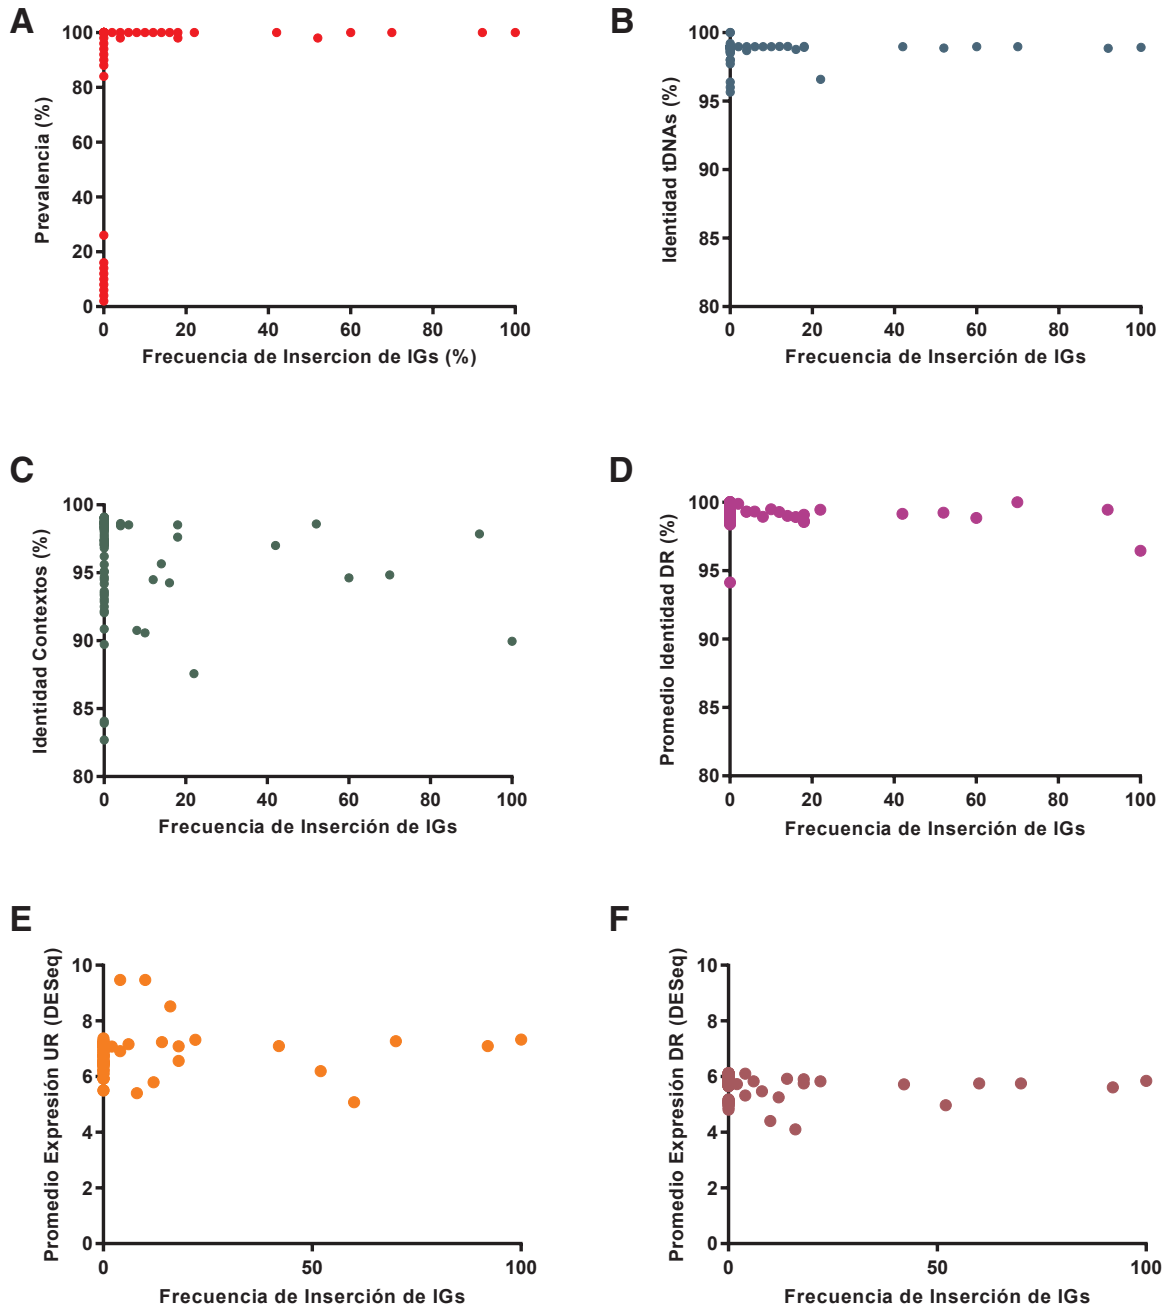 A
Prevalencia (%)
100
80
60
40
20
0
0 20 40 60 80 100
Frecuencia de Insercion de IGs (%)
B
Identidad tDNAs (%)
100
95
90
85
80
0 20 40 60 80 100
Frecuencia de Inserción de IGs
C
Identidad Contextos (%)
100
95
90
85
80
0 20 40 60 80 100
Frecuencia de Inserción de IGs
D
Promedio Identidad DR (%)
100
95
90
85
80
0 20 40 60 80 100
Frecuencia de Inserción de IGs
E
Promedio Expresión UR (DESeq)
10
8
6
4
2
0
0 50 100
Frecuencia de Inserción de IGs
F
Promedio Expresión DR (DESeq)
10
8
6
4
2
0
0 50 100
Frecuencia de Inserción de IGs